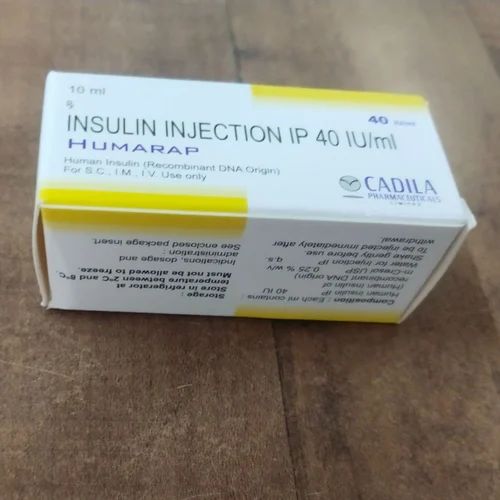 10 ml
40 IU/ml
℞
INSULIN INJECTION IP 40 IU/ml
HUMARAP
Human Insulin (Recombinant DNA Origin)
For S.C., I.M., I.V. Use only
CADILA
PHARMACEUTICALS
LIMITED
Composition : Each ml contains :
Human insulin IP 40 IU
(Human Insulin of
recombinant DNA origin)
m-Cresol USP 0.25 % w/v
Water for Injection IP q.s.
Shake gently before use.
To be injected immediately after
withdrawal
Storage :
Store in refrigerator at
temperature between 2°C and 8°C.
Must not be allowed to freeze.
Indications, dosage and
administration :
See enclosed package insert.